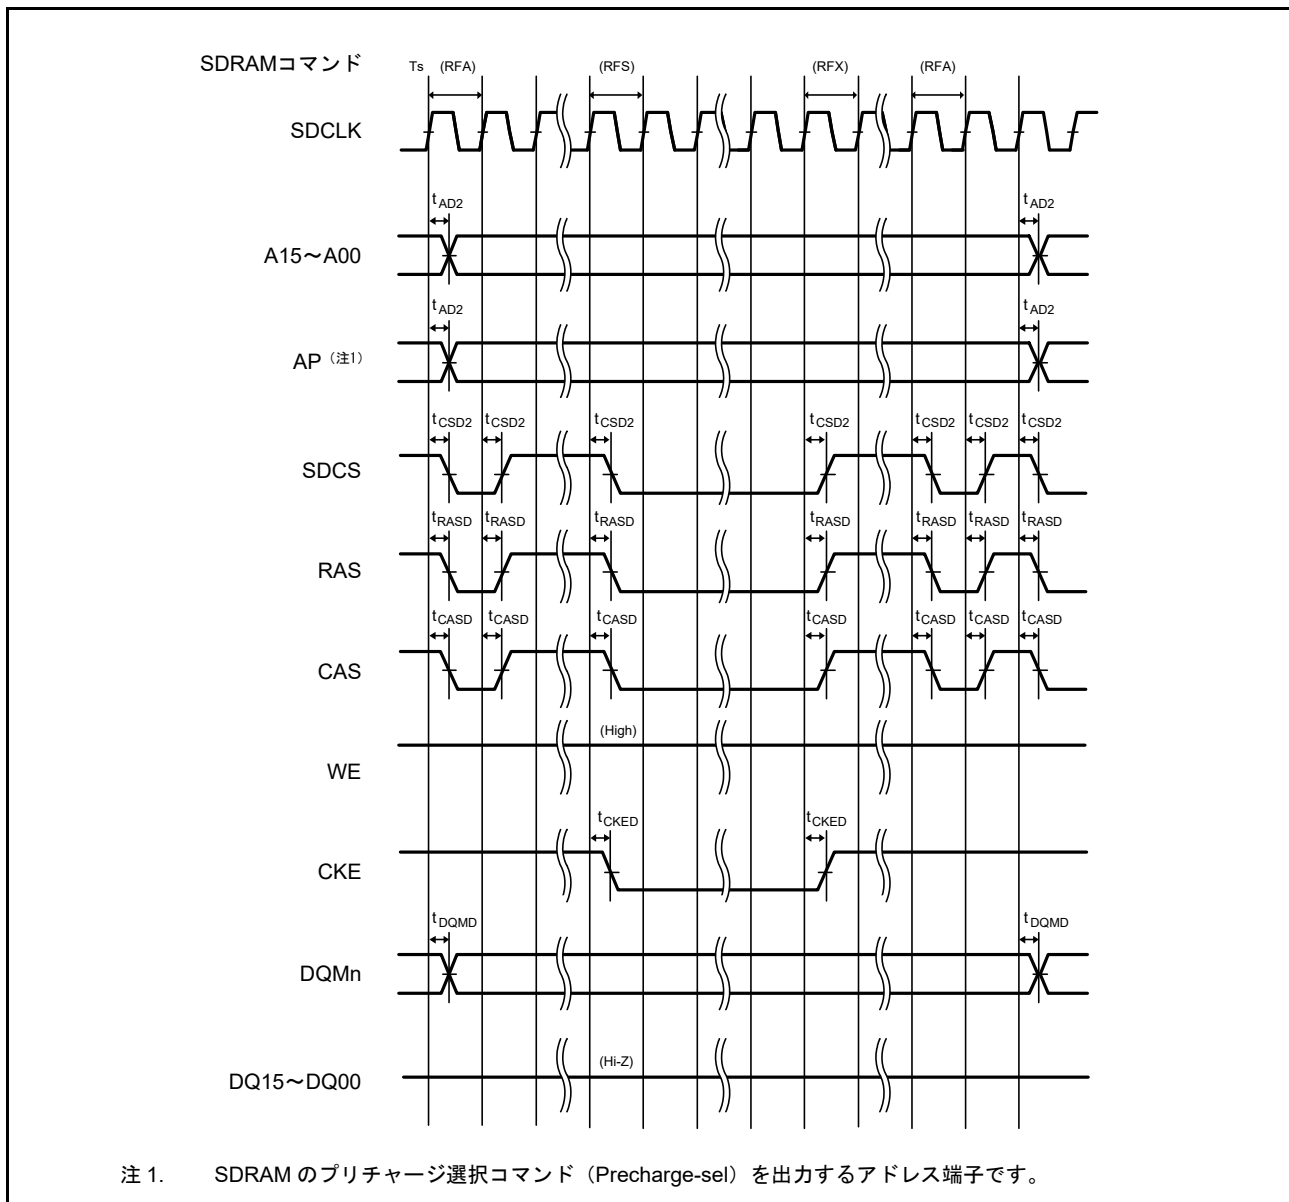 SDRAMコマンド Ts (RFA) (RFS) (RFX) (RFA)
SDCLK
tAD2 tAD2
A15～A00
tAD2 tAD2
AP（注1）
tCSD2 tCSD2 tCSD2 tCSD2 tCSD2 tCSD2 tCSD2
SDCS
tRASD tRASD tRASD tRASD tRASD tRASD tRASD
RAS
tCASD tCASD tCASD tCASD tCASD tCASD tCASD
CAS
(High)
WE
tCKED tCKED
CKE
tDQMD tDQMD
DQMn
(Hi-Z)
DQ15～DQ00
注 1. SDRAM のプリチャージ選択コマンド（Precharge-sel）を出力するアドレス端子です。